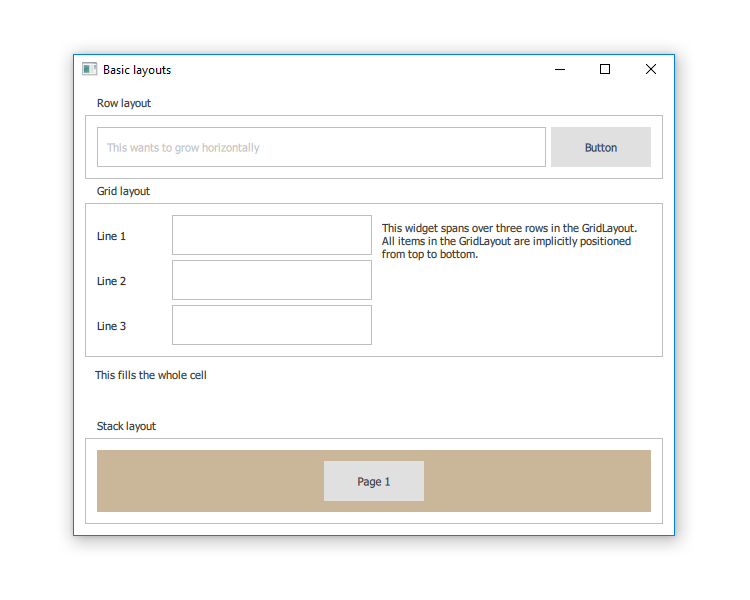 Basic layouts
Row layout
This wants to grow horizontally
Button
Grid layout
Line 1
This widget spans over three rows in the GridLayout.
All items in the GridLayout are implicitly positioned
from top to bottom.
Line 2
Line 3
This fills the whole cell
Stack layout
Page 1